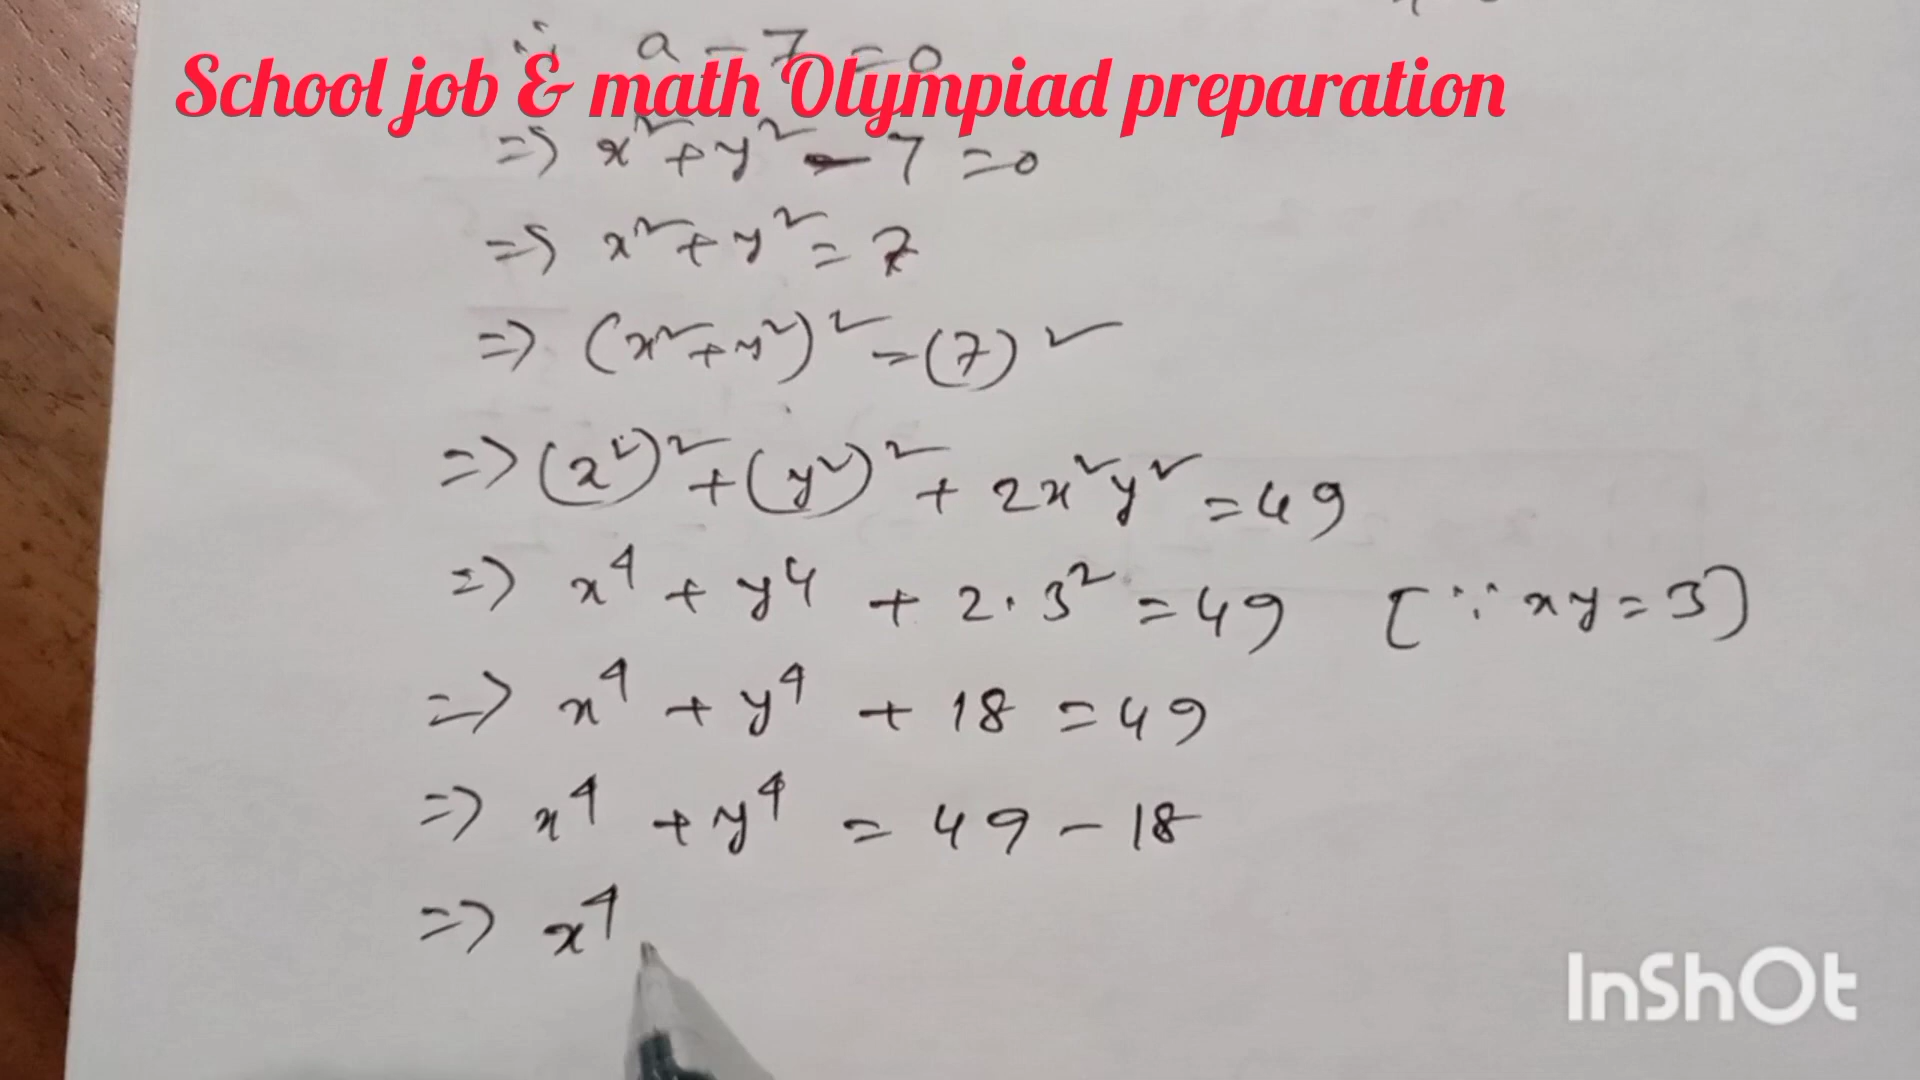 ∵ a - 7 = 0
School job & math Olympiad preparation
=> x² + y² - 7 = 0
=> x² + y² = 7
=> (x² + y²)² = (7)²
=> (x²)² + (y²)² + 2x²y² = 49
=> x⁴ + y⁴ + 2·3² = 49 [∵ xy = 3]
=> x⁴ + y⁴ + 18 = 49
=> x⁴ + y⁴ = 49 - 18
=> x⁴
InShOt